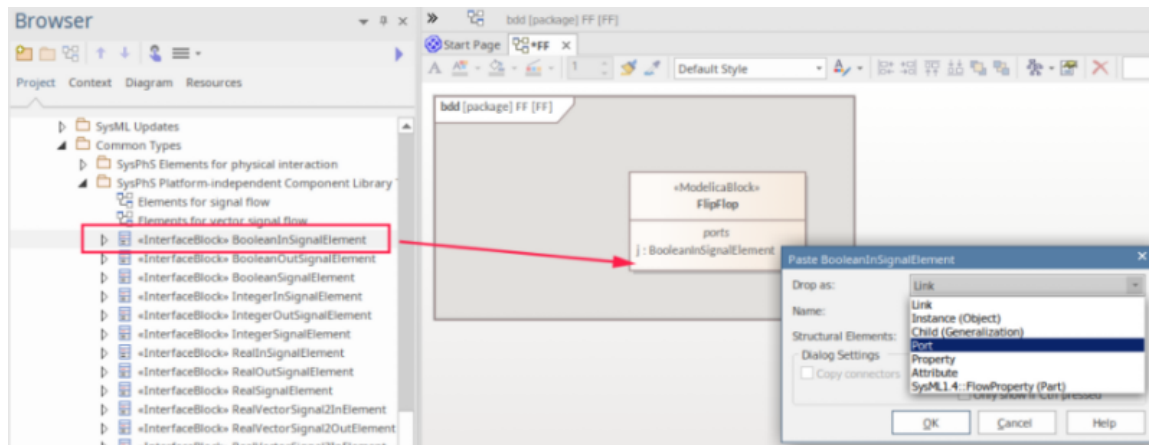 Browser
Project Context Diagram Resources
SysML Updates
Common Types
SysPhS Elements for physical interaction
SysPhS Platform-independent Component Library
Elements for signal flow
Elements for vector signal flow
«InterfaceBlock» BooleanInSignalElement
«InterfaceBlock» BooleanOutSignalElement
«InterfaceBlock» BooleanSignalElement
«InterfaceBlock» IntegerInSignalElement
«InterfaceBlock» IntegerOutSignalElement
«InterfaceBlock» IntegerSignalElement
«InterfaceBlock» RealInSignalElement
«InterfaceBlock» RealOutSignalElement
«InterfaceBlock» RealSignalElement
«InterfaceBlock» RealVectorSignal2InElement
«InterfaceBlock» RealVectorSignal2OutElement
bdd [package] FF [FF]
Start Page *FF
1 Default Style
bdd [package] FF [FF]
«ModelicaBlock»
FlipFlop
ports
j : BooleanInSignalElement
Paste BooleanInSignalElement
Drop as: Link
Link
Name:
Instance (Object)
Child (Generalization)
Structural Elements:
Port
Dialog Settings
Property
Copy connectors
Attribute
SysML1.4::FlowProperty (Part)
Only show if Ctrl pressed
OK Cancel Help